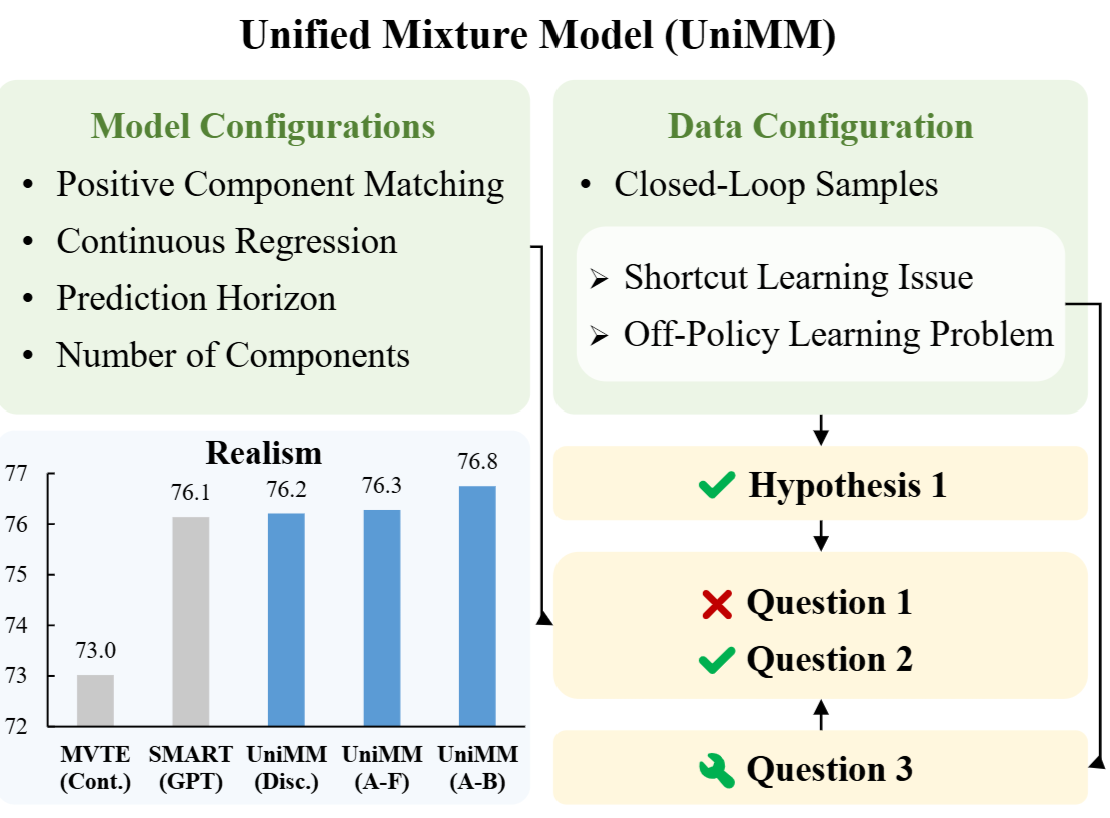 Unified Mixture Model (UniMM)
Model Configurations
• Positive Component Matching
• Continuous Regression
• Prediction Horizon
• Number of Components
Data Configuration
• Closed-Loop Samples
➢ Shortcut Learning Issue
➢ Off-Policy Learning Problem
Realism
77
76
75
74
73
72
73.0
76.1
76.2
76.3
76.8
MVTE
(Cont.)
SMART
(GPT)
UniMM
(Disc.)
UniMM
(A-F)
UniMM
(A-B)
Hypothesis 1
Question 1
Question 2
Question 3